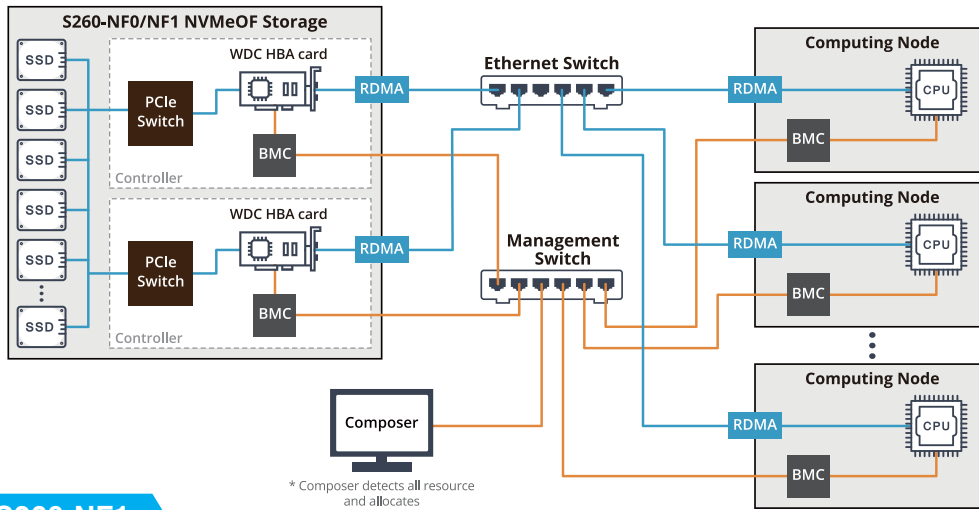 S260-NF0/NF1 NVMeOF Storage
SSD
SSD
SSD
SSD
SSD
SSD
WDC HBA card
PCIe
Switch
BMC
RDMA
Controller
WDC HBA card
PCIe
Switch
BMC
RDMA
Controller
Ethernet Switch
Management
Switch
Composer
* Composer detects all resource
and allocates
Computing Node
RDMA
CPU
BMC
Computing Node
RDMA
CPU
BMC
Computing Node
RDMA
CPU
BMC